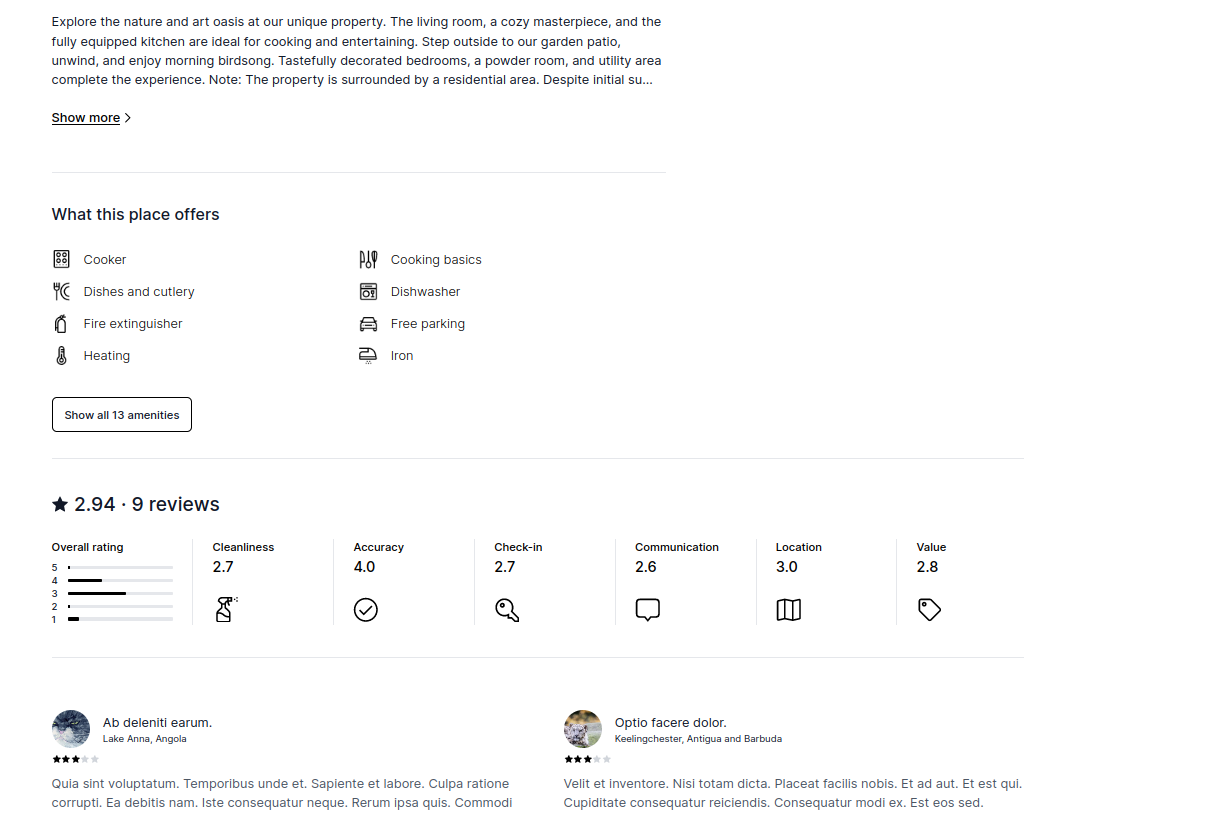 Explore the nature and art oasis at our unique property. The living room, a cozy masterpiece, and the
fully equipped kitchen are ideal for cooking and entertaining. Step outside to our garden patio,
unwind, and enjoy morning birdsong. Tastefully decorated bedrooms, a powder room, and utility area
complete the experience. Note: The property is surrounded by a residential area. Despite initial su...
Show more
What this place offers
Cooker
Cooking basics
Dishes and cutlery
Dishwasher
Fire extinguisher
Free parking
Heating
Iron
Show all 13 amenities
2.94 · 9 reviews
Overall rating
5
4
3
2
1
Cleanliness
2.7
Accuracy
4.0
Check-in
2.7
Communication
2.6
Location
3.0
Value
2.8
Ab deleniti earum.
Lake Anna, Angola
Quia sint voluptatum. Temporibus unde et. Sapiente et labore. Culpa ratione
corrupti. Ea debitis nam. Iste consequatur neque. Rerum ipsa quis. Commodi
Optio facere dolor.
Keelingchester, Antigua and Barbuda
Velit et inventore. Nisi totam dicta. Placeat facilis nobis. Et ad aut. Et est qui.
Cupiditate consequatur reiciendis. Consequatur modi ex. Est eos sed.